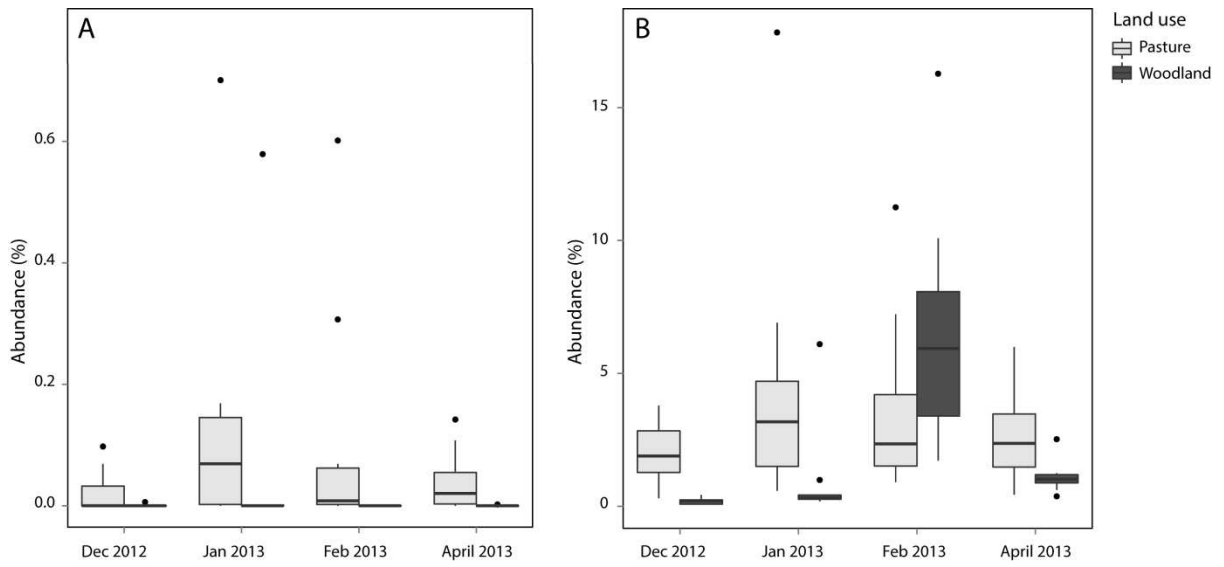 A
Abundance (%)
0.6
0.4
0.2
0.0
Dec 2012 Jan 2013 Feb 2013 April 2013
B
Abundance (%)
15
10
5
0
Dec 2012 Jan 2013 Feb 2013 April 2013
Land use
Pasture
Woodland